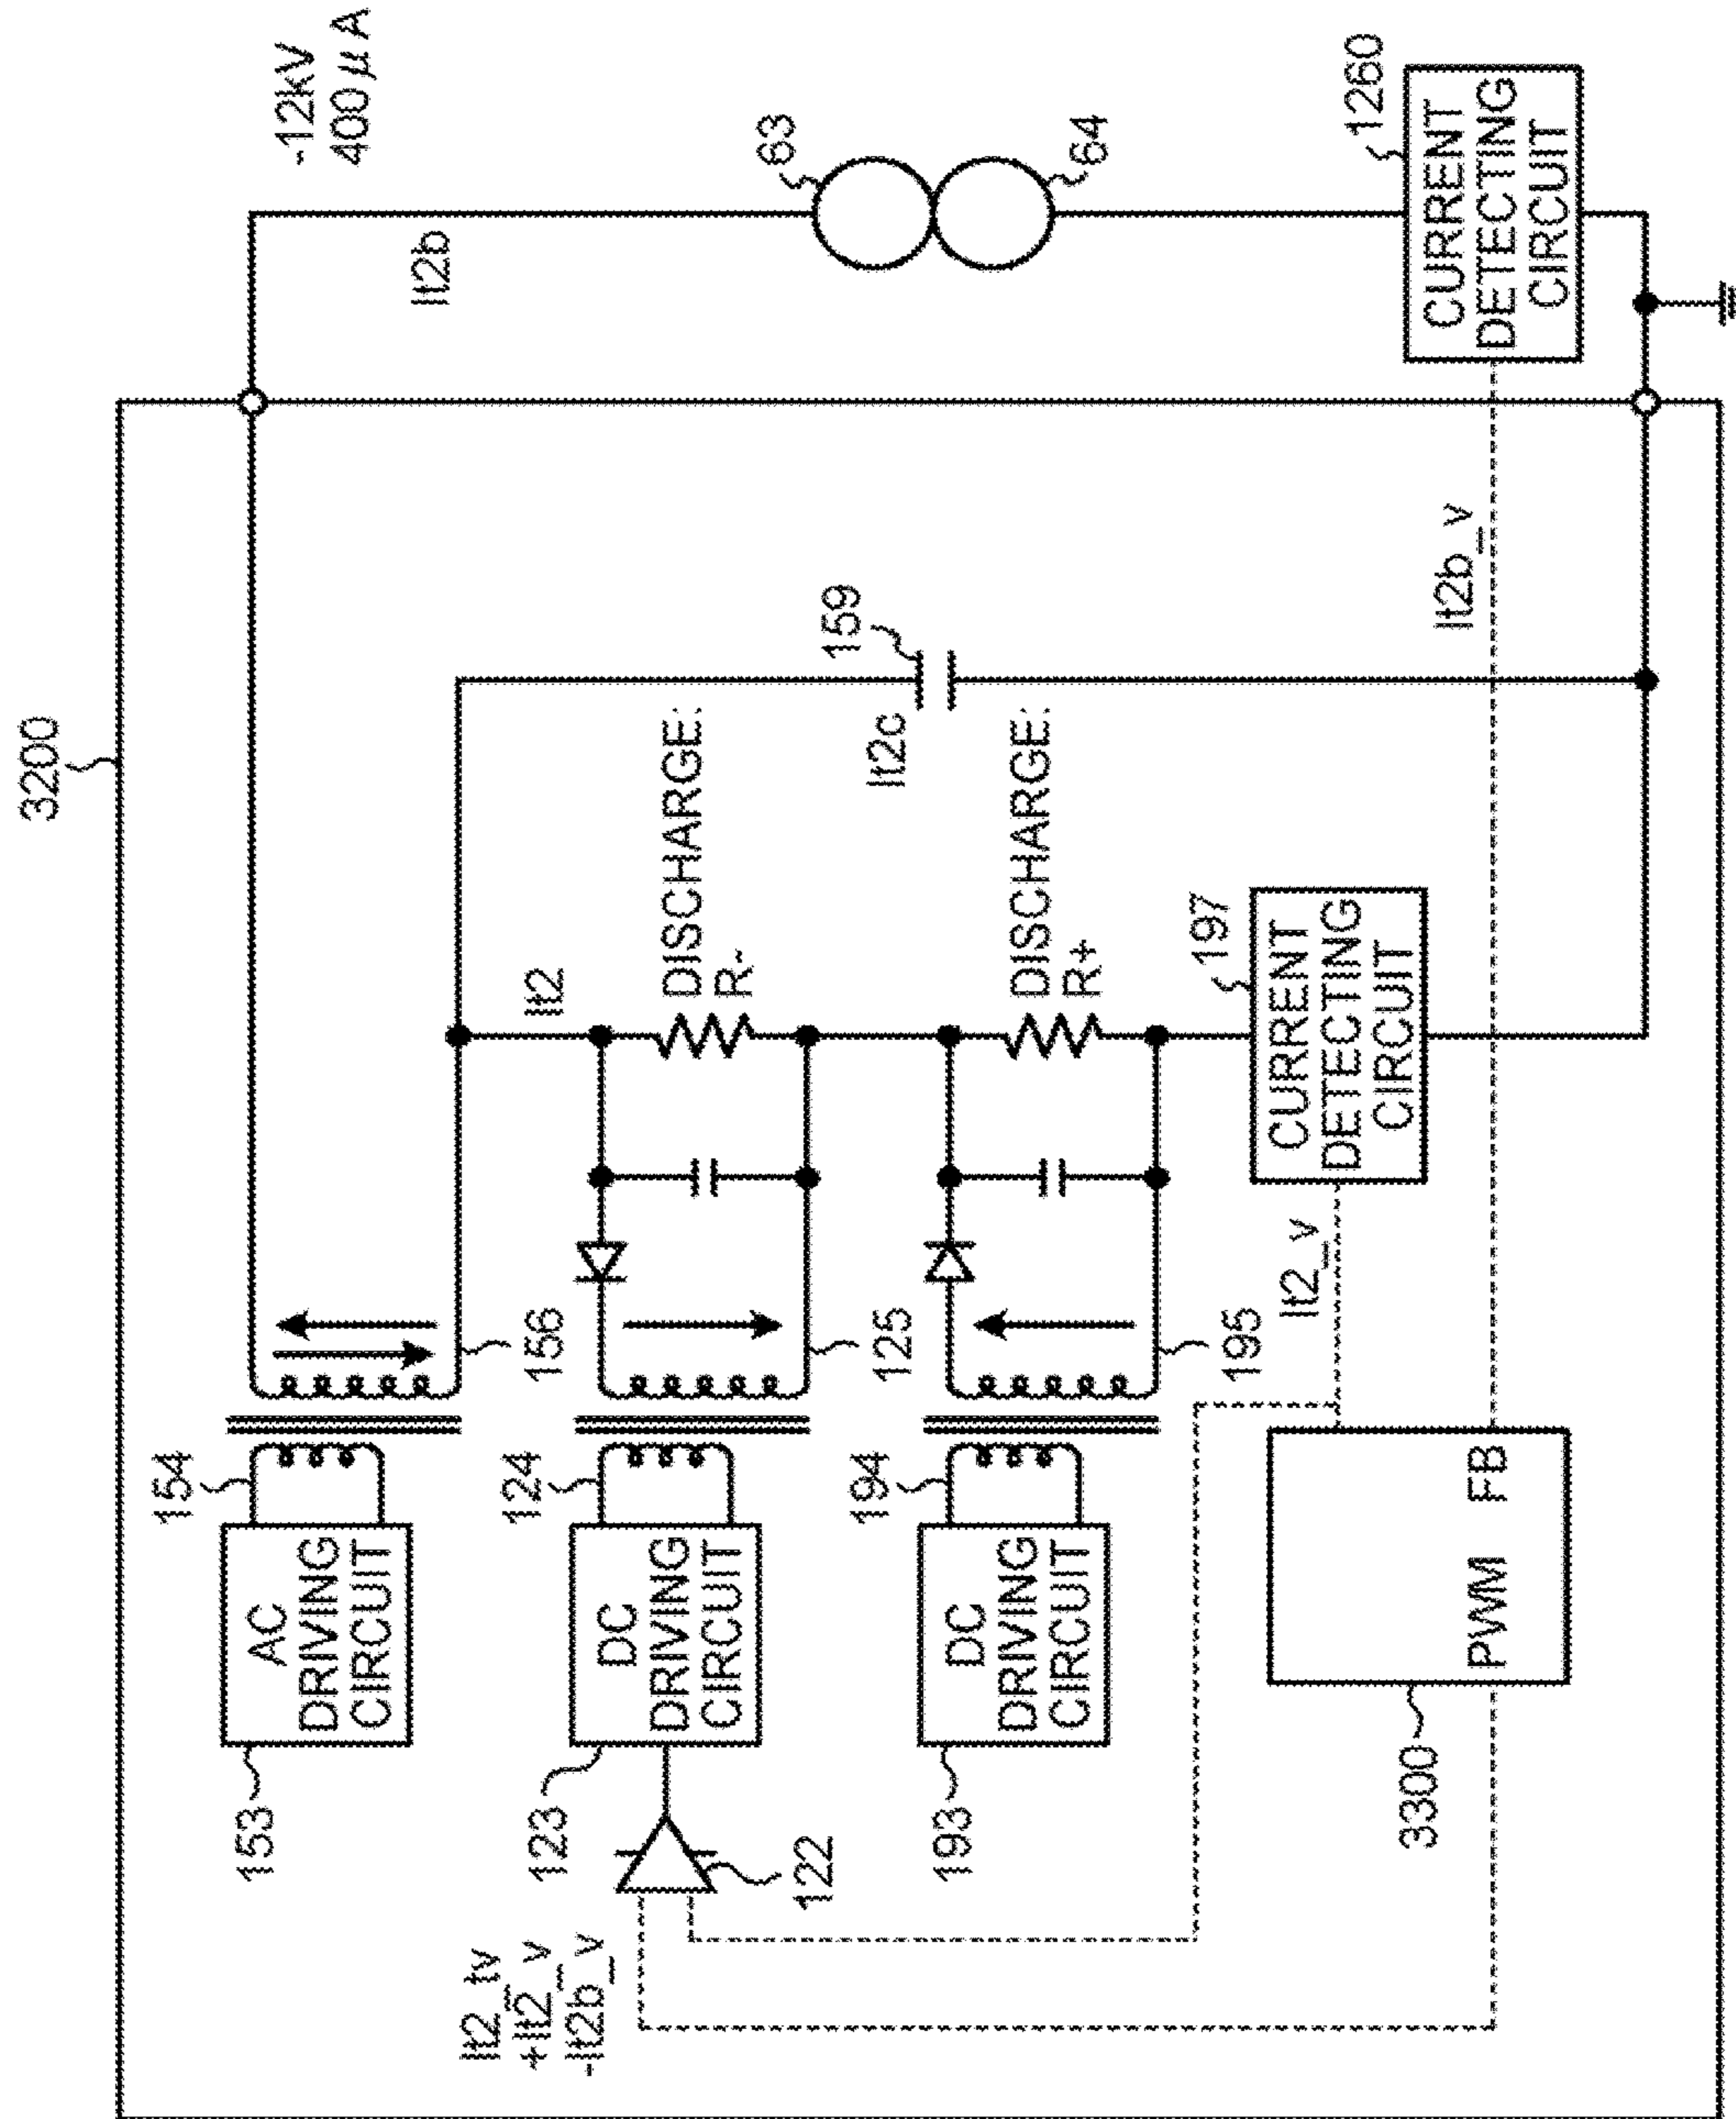 3200
-12kV
400μA
It2b
63
64
1260
CURRENT
DETECTING
CIRCUIT
159
It2c
It2
DISCHARGE:
R-
DISCHARGE:
R+
197
CURRENT
DETECTING
CIRCUIT
It2b_v
It2_v
156
125
195
154
124
194
AC
DRIVING
CIRCUIT
DC
DRIVING
CIRCUIT
DC
DRIVING
CIRCUIT
153
123
193
122
PWM FB
3300
It2_tv
+It2_v
-It2b_v